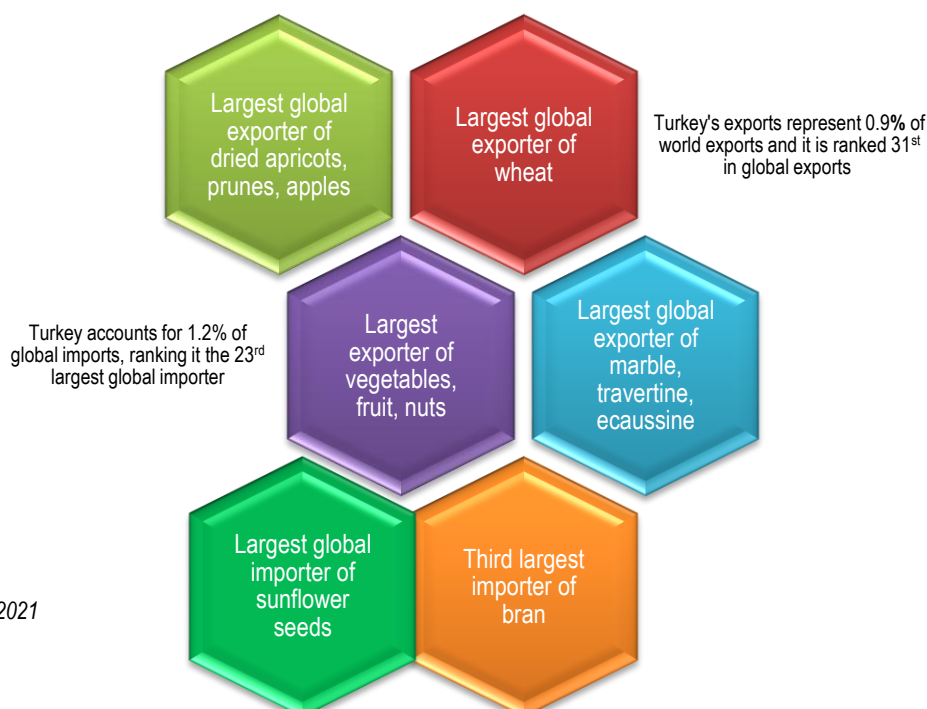 Largest global
exporter of
dried apricots,
prunes, apples
Largest global
exporter of
wheat
Turkey's exports represent 0.9% of
world exports and it is ranked 31st
in global exports
Turkey accounts for 1.2% of
global imports, ranking it the 23rd
largest global importer
Largest
exporter of
vegetables,
fruit, nuts
Largest global
exporter of
marble,
travertine,
ecaussine
Largest global
importer of
sunflower
seeds
Third largest
importer of
bran
2021